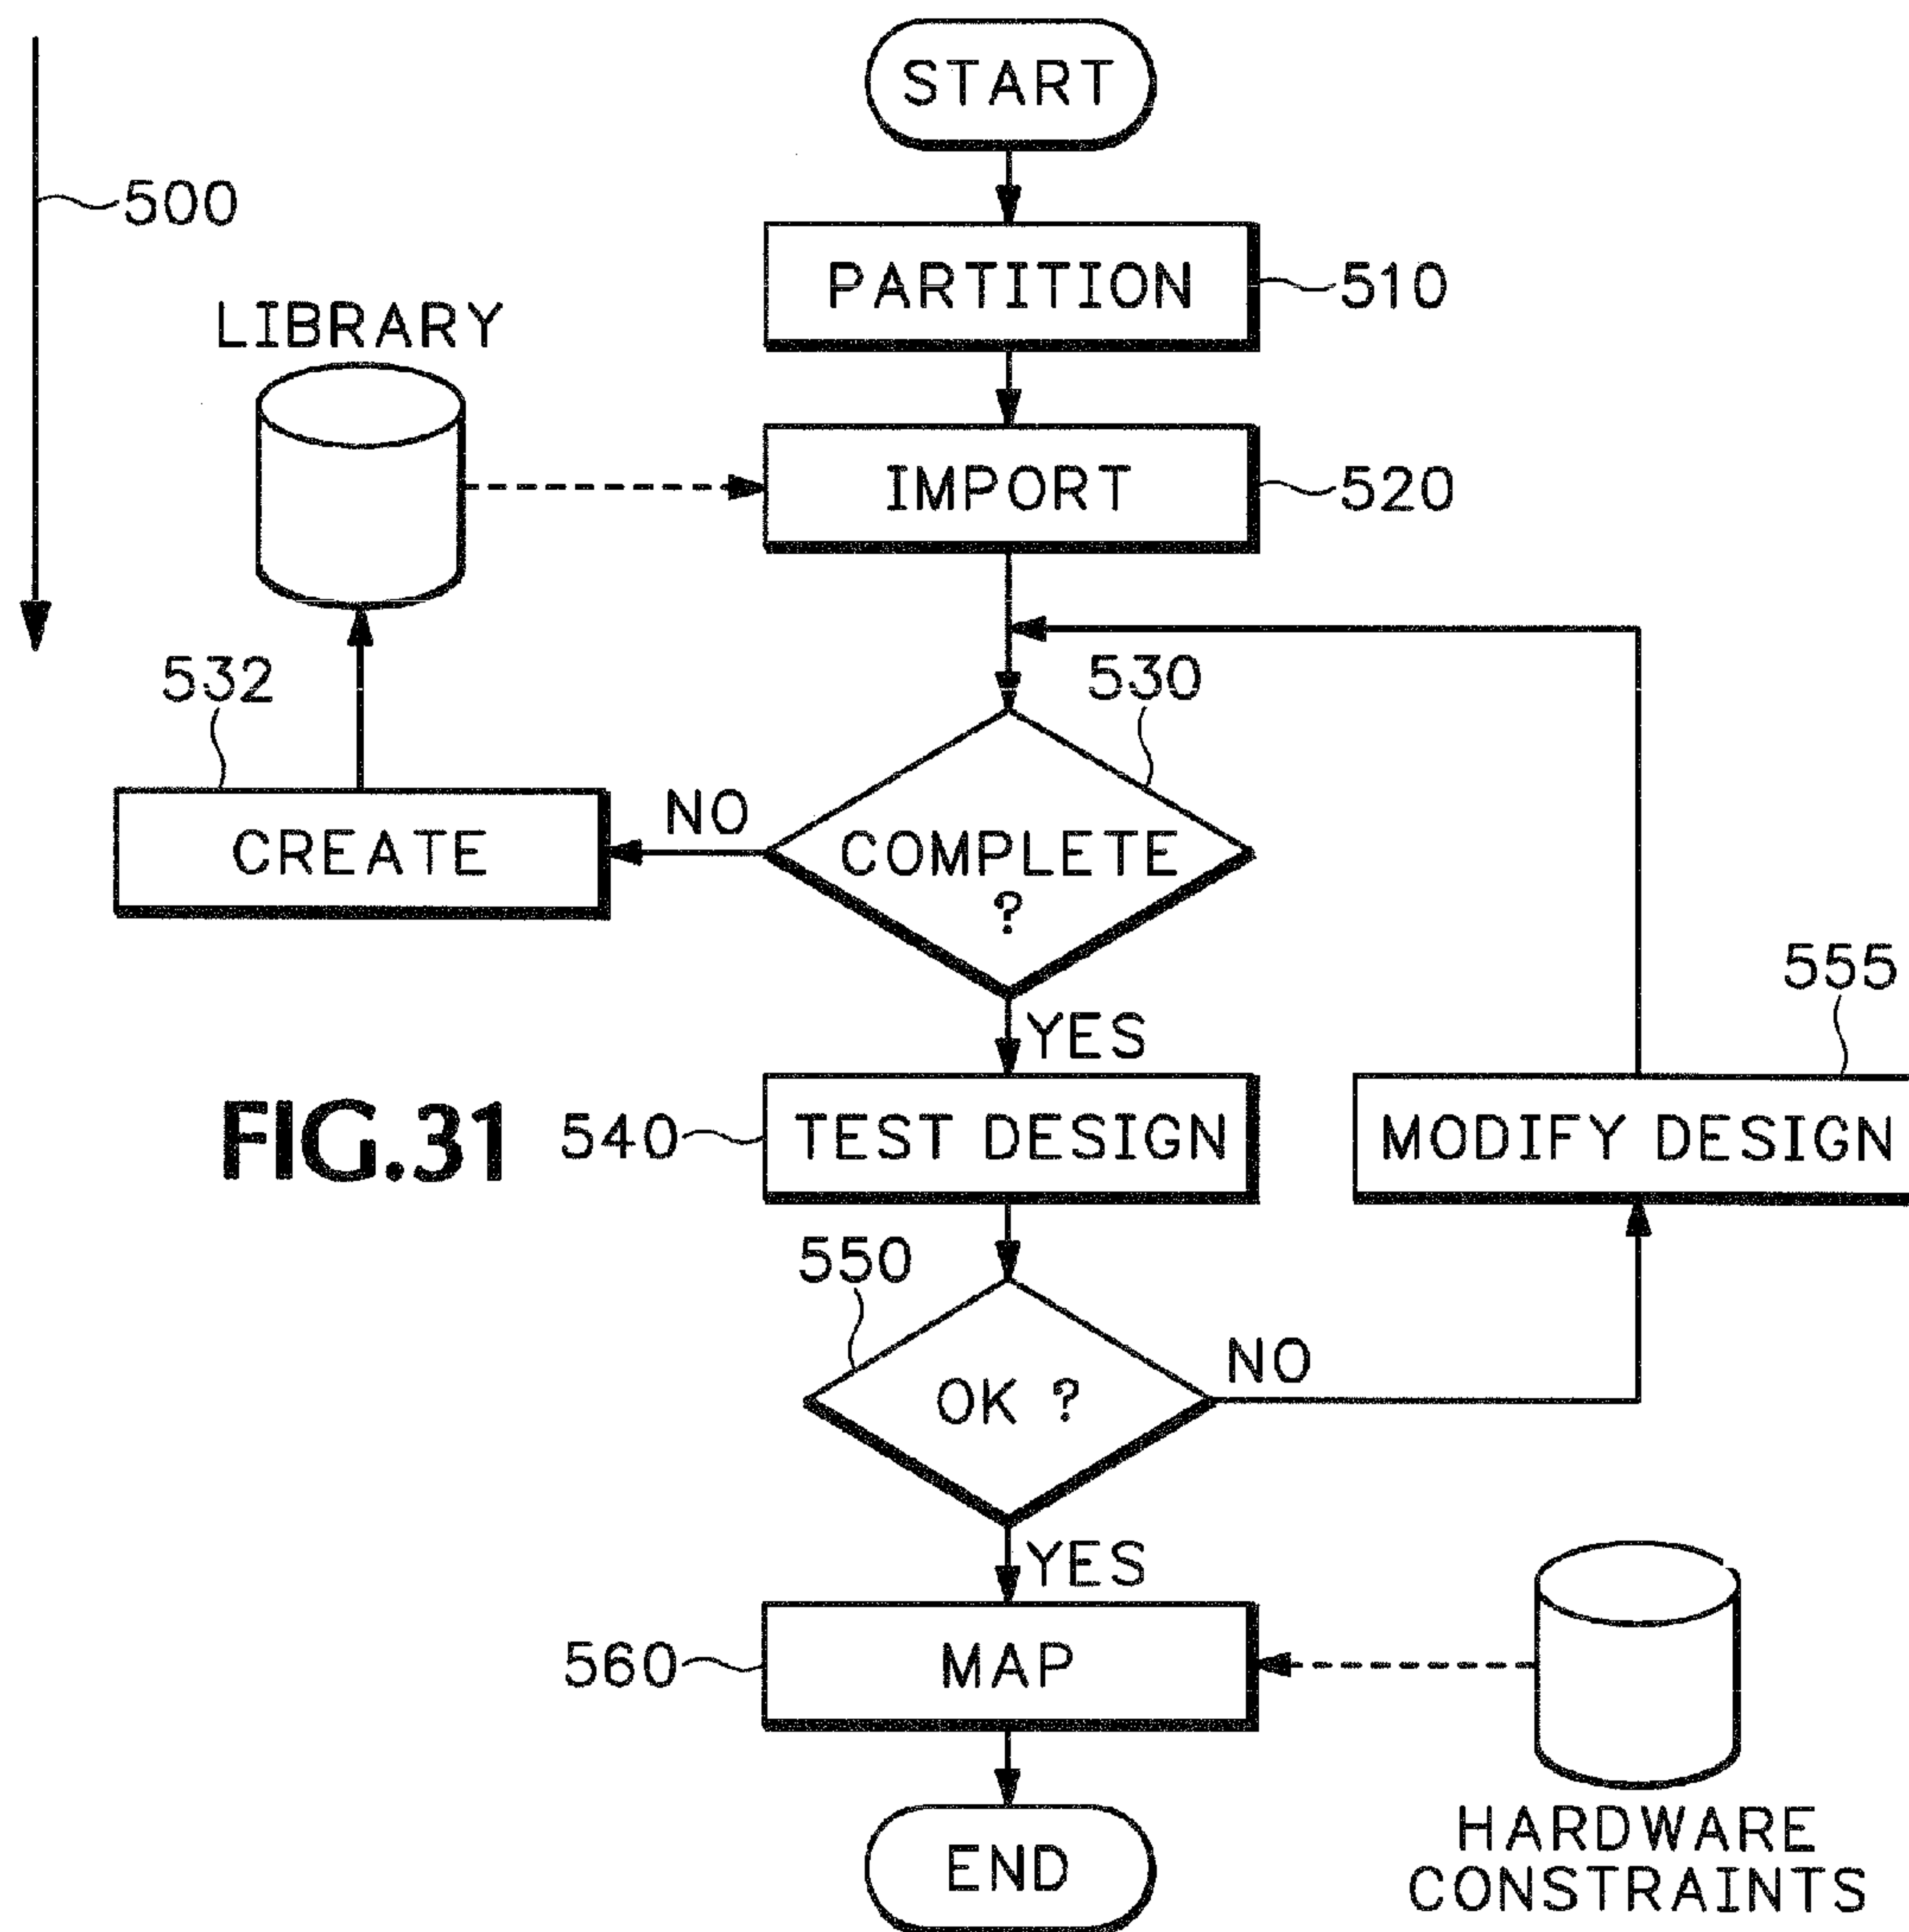 START
500
PARTITION
510
LIBRARY
IMPORT
520
532
530
CREATE
NO
COMPLETE
?
555
YES
FIG.31
540
TEST DESIGN
MODIFY DESIGN
550
OK ?
NO
YES
560
MAP
END
HARDWARE
CONSTRAINTS